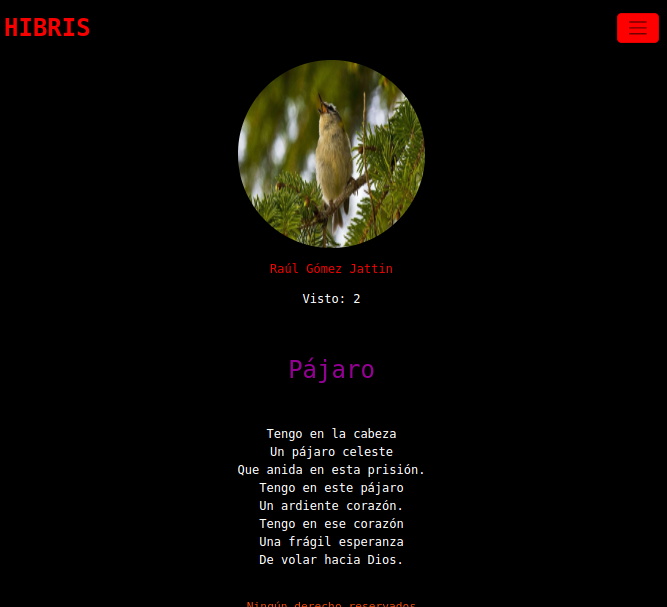 HIBRIS
Raúl Gómez Jattin
Visto: 2
Pájaro
Tengo en la cabeza
Un pájaro celeste
Que anida en esta prisión.
Tengo en este pájaro
Un ardiente corazón.
Tengo en ese corazón
Una frágil esperanza
De volar hacia Dios.
Ningún derecho reservados